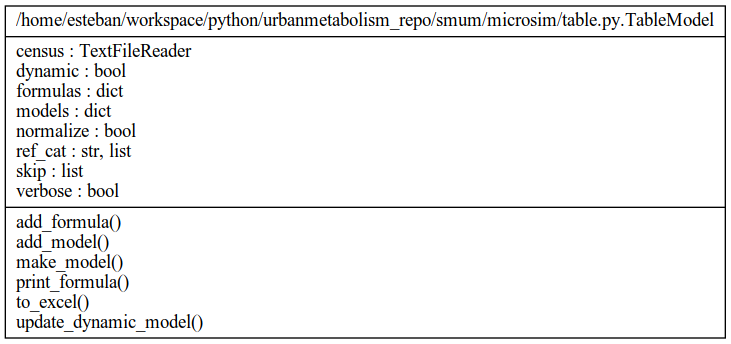 /home/esteban/workspace/python/urbanmetabolism_repo/smum/microsim/table.py.TableModel
census : TextFileReader
dynamic : bool
formulas : dict
models : dict
normalize : bool
ref_cat : str, list
skip : list
verbose : bool
add_formula()
add_model()
make_model()
print_formula()
to_excel()
update_dynamic_model()